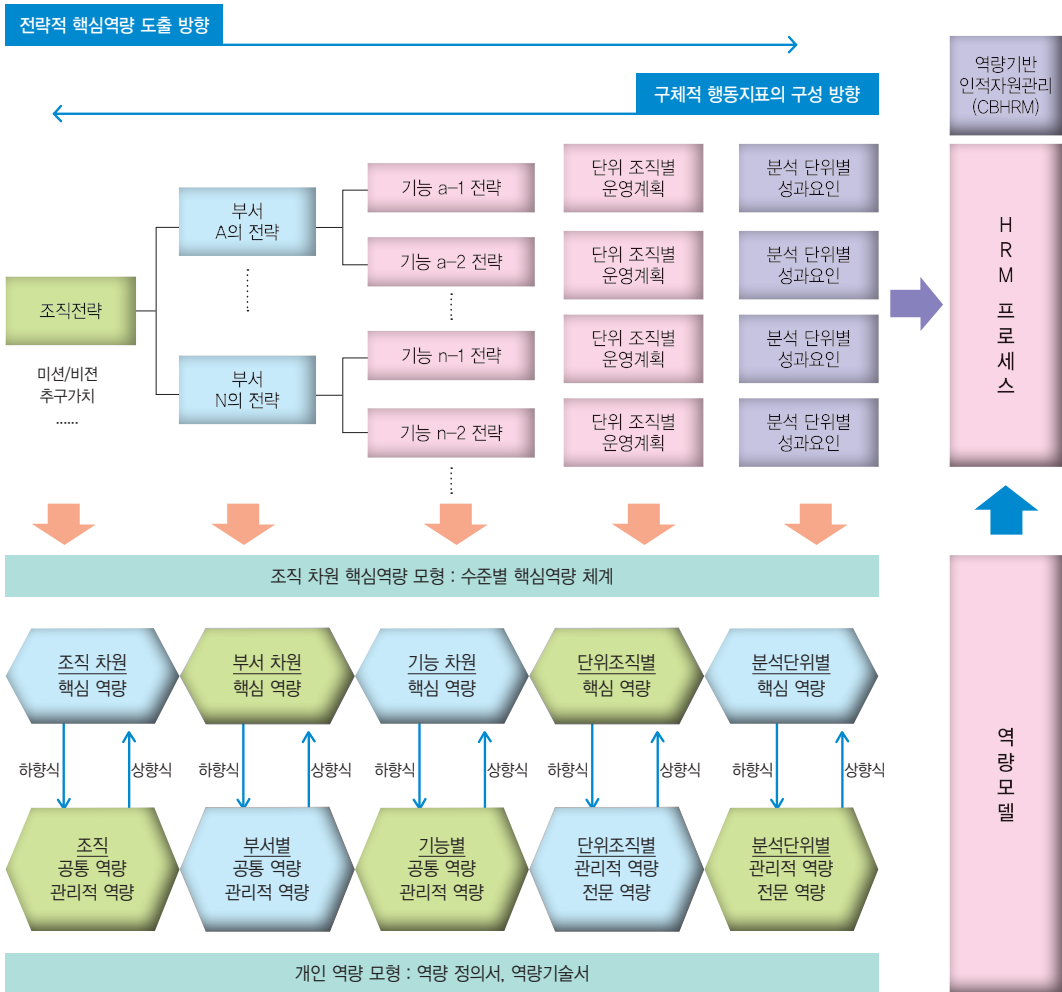 전략적 핵심역량 도출 방향
구체적 행동지표의 구성 방향
역량기반
인적자원관리
(CBHRM)
조직전략
미션/비젼
추구가치
......
부서
A의 전략
부서
N의 전략
기능 a-1 전략
기능 a-2 전략
기능 n-1 전략
기능 n-2 전략
단위 조직별
운영계획
단위 조직별
운영계획
단위 조직별
운영계획
단위 조직별
운영계획
분석 단위별
성과요인
분석 단위별
성과요인
분석 단위별
성과요인
분석 단위별
성과요인
HRM 프로세스
조직 차원 핵심역량 모형 : 수준별 핵심역량 체계
조직 차원
핵심 역량
부서 차원
핵심 역량
기능 차원
핵심 역량
단위조직별
핵심 역량
분석단위별
핵심 역량
하향식
상향식
하향식
상향식
하향식
상향식
하향식
상향식
하향식
상향식
조직
공통 역량
관리적 역량
부서별
공통 역량
관리적 역량
기능별
공통 역량
관리적 역량
단위조직별
관리적 역량
전문 역량
분석단위별
관리적 역량
전문 역량
개인 역량 모형 : 역량 정의서, 역량기술서
역량모델